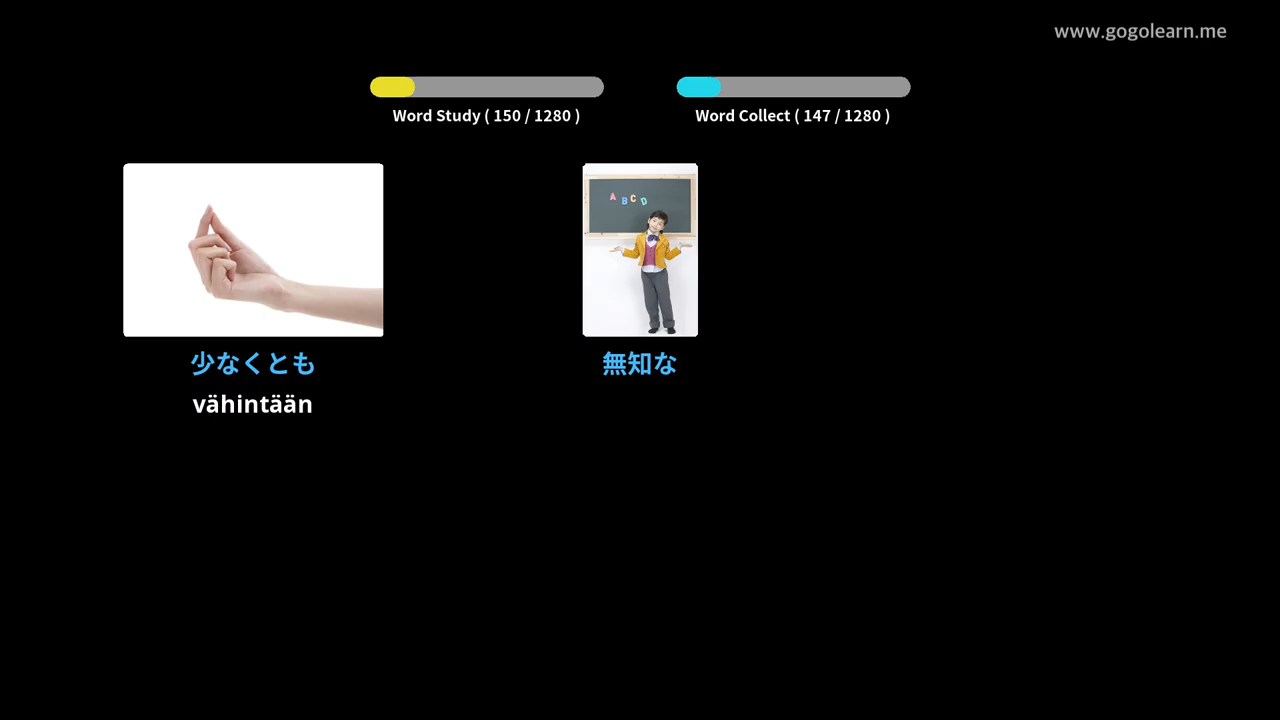 www.gogolearn.me
Word Study ( 150 / 1280 )
Word Collect ( 147 / 1280 )
A B C D
少なくとも
無知な
vähintään